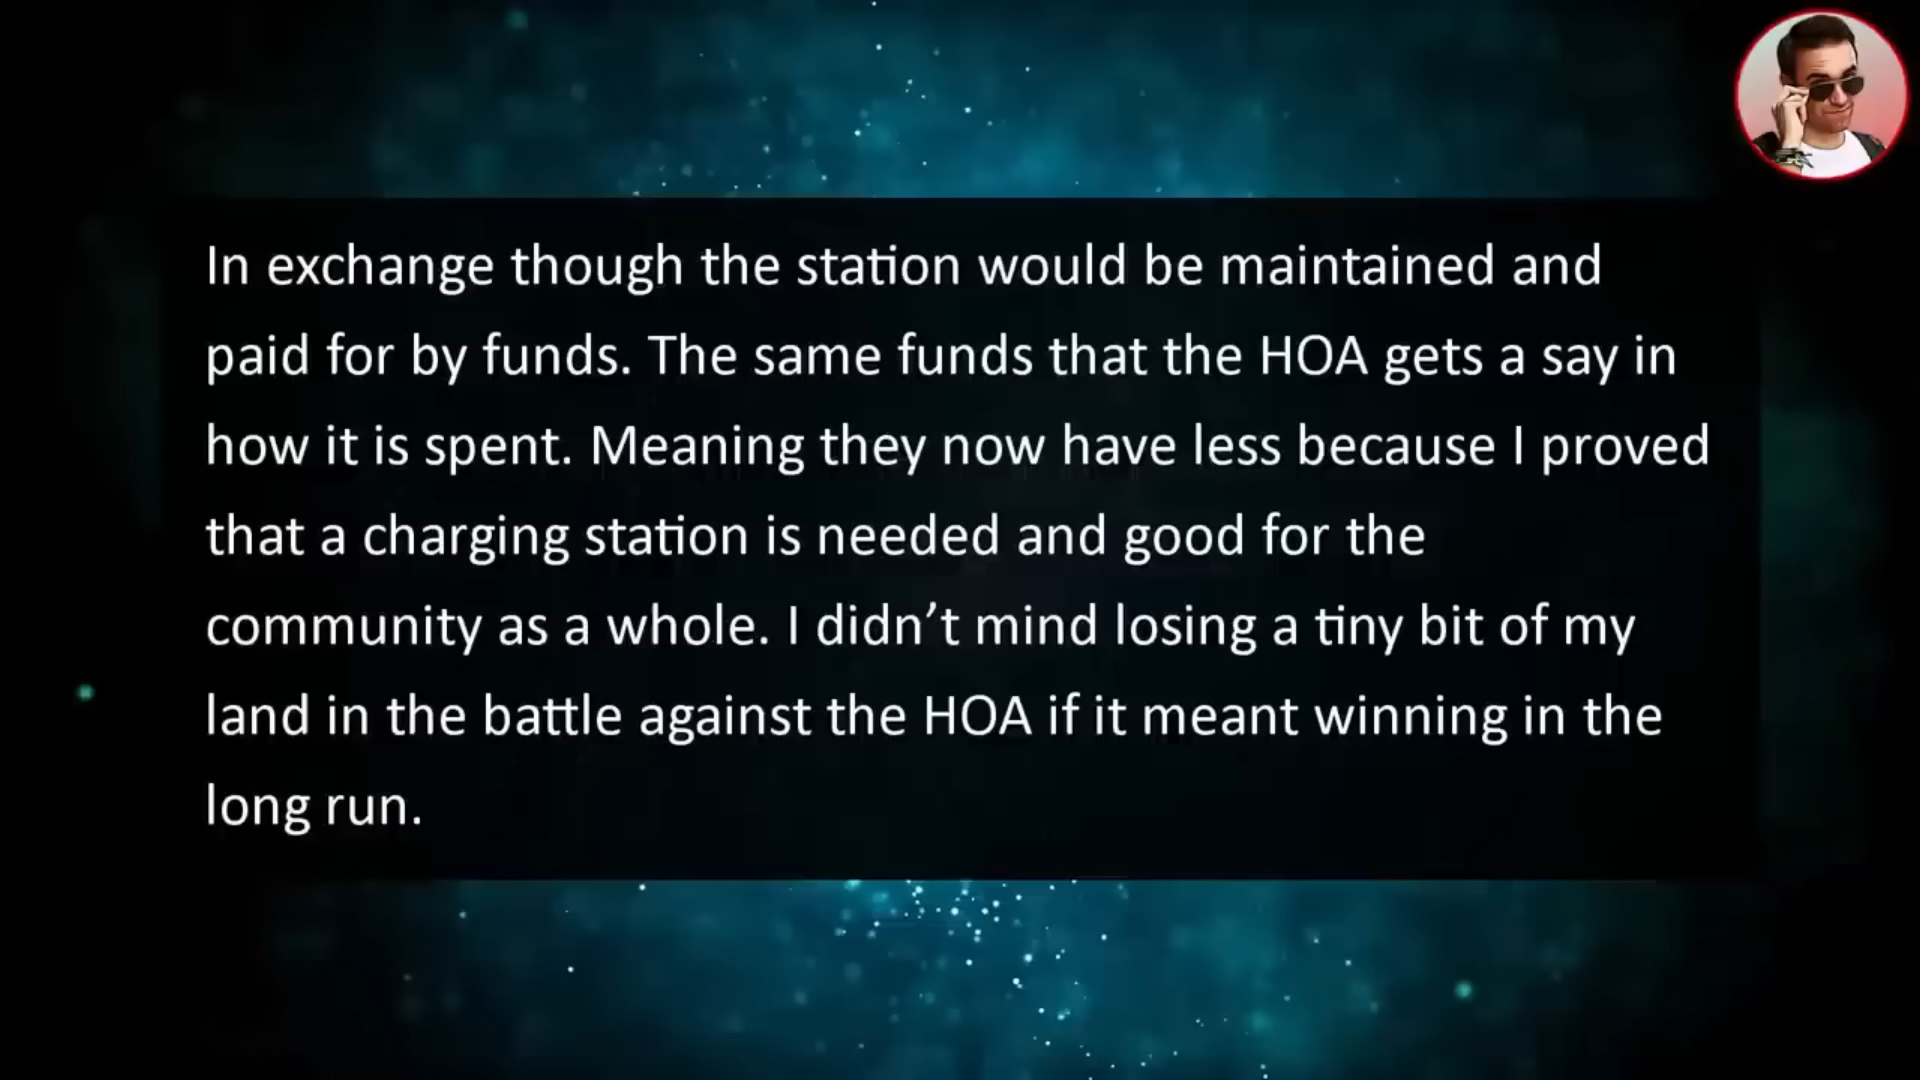 In exchange though the station would be maintained and
paid for by funds. The same funds that the HOA gets a say in
how it is spent. Meaning they now have less because I proved
that a charging station is needed and good for the
community as a whole. I didn’t mind losing a tiny bit of my
land in the battle against the HOA if it meant winning in the
long run.